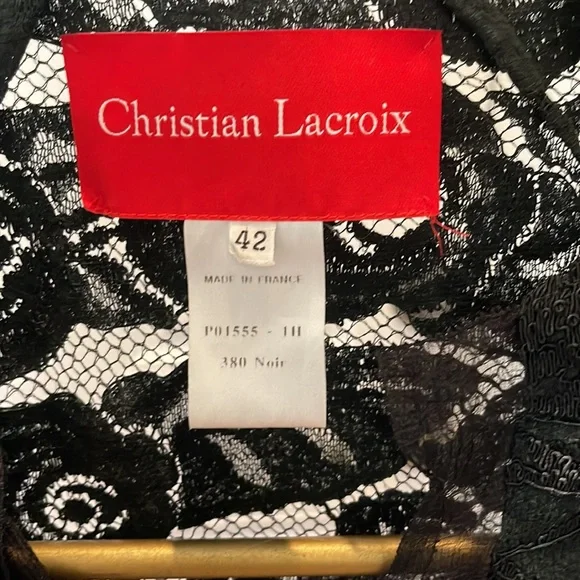 Christian Lacroix
42
MADE IN FRANCE
P01555 - 1H
380 Noir